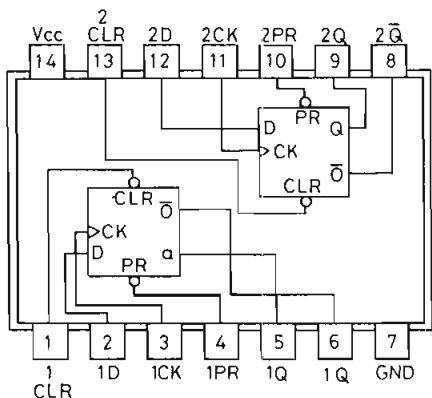 Vcc 2 CLR 2D 2CK 2PR 2Q 2Q̅
14 13 12 11 10 9 8
PR
D Q
CK
O̅
CLR
CLR
O̅
CK
D
PR
a
1 2 3 4 5 6 7
1 CLR 1D 1CK 1PR 1Q 1Q GND